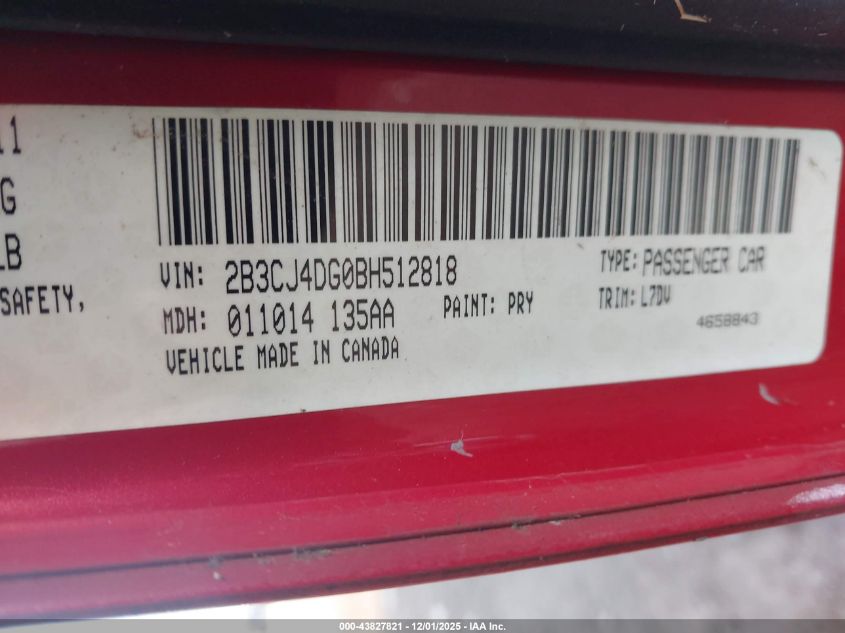 11
G
LB
SAFETY,
VIN: 2B3CJ4DG0BH512818
TYPE: PASSENGER CAR
MDH: 011014 135AA
PAINT: PRY
TRIM: L7DV
4658843
VEHICLE MADE IN CANADA
000-43827821 - 12/01/2025 - IAA Inc.